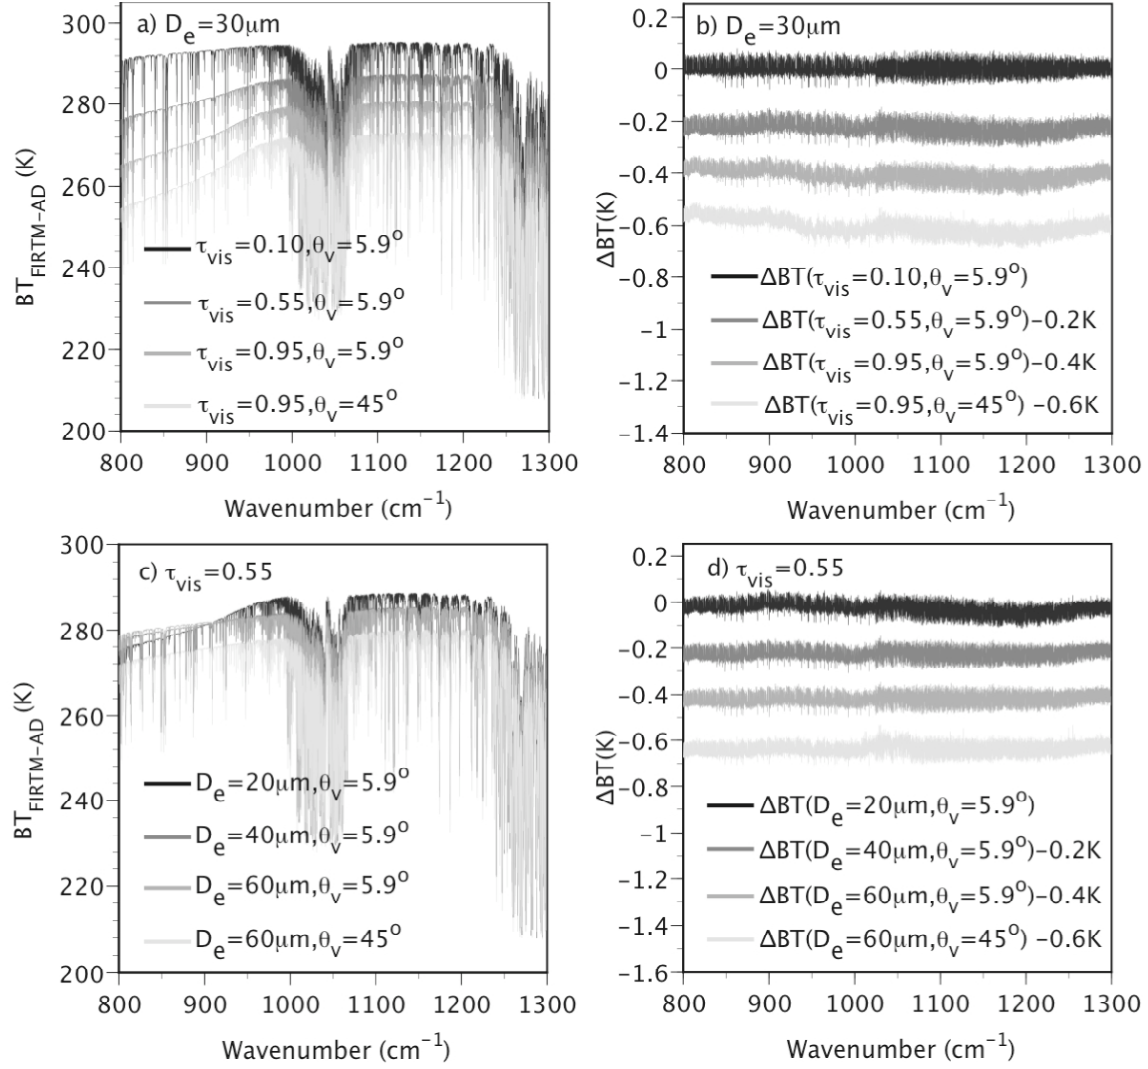 a) D_e=30μm
BT_FIRTM−AD (K)
300
280
260
240
220
200
τ_vis=0.10,θ_v=5.9°
τ_vis=0.55,θ_v=5.9°
τ_vis=0.95,θ_v=5.9°
τ_vis=0.95,θ_v=45°
800 900 1000 1100 1200 1300
Wavenumber (cm⁻¹)
b) D_e=30μm
ΔBT(K)
0.2
0
−0.2
−0.4
−0.6
−0.8
−1
−1.2
−1.4
ΔBT(τ_vis=0.10,θ_v=5.9°)
ΔBT(τ_vis=0.55,θ_v=5.9°)−0.2K
ΔBT(τ_vis=0.95,θ_v=5.9°)−0.4K
ΔBT(τ_vis=0.95,θ_v=45°) −0.6K
800 900 1000 1100 1200 1300
Wavenumber (cm⁻¹)
c) τ_vis=0.55
BT_FIRTM−AD (K)
300
280
260
240
220
200
D_e=20μm,θ_v=5.9°
D_e=40μm,θ_v=5.9°
D_e=60μm,θ_v=5.9°
D_e=60μm,θ_v=45°
800 900 1000 1100 1200 1300
Wavenumber (cm⁻¹)
d) τ_vis=0.55
ΔBT(K)
0.2
0
−0.2
−0.4
−0.6
−0.8
−1
−1.2
−1.4
−1.6
ΔBT(D_e=20μm,θ_v=5.9°)
ΔBT(D_e=40μm,θ_v=5.9°)−0.2K
ΔBT(D_e=60μm,θ_v=5.9°)−0.4K
ΔBT(D_e=60μm,θ_v=45°) −0.6K
800 900 1000 1100 1200 1300
Wavenumber (cm⁻¹)